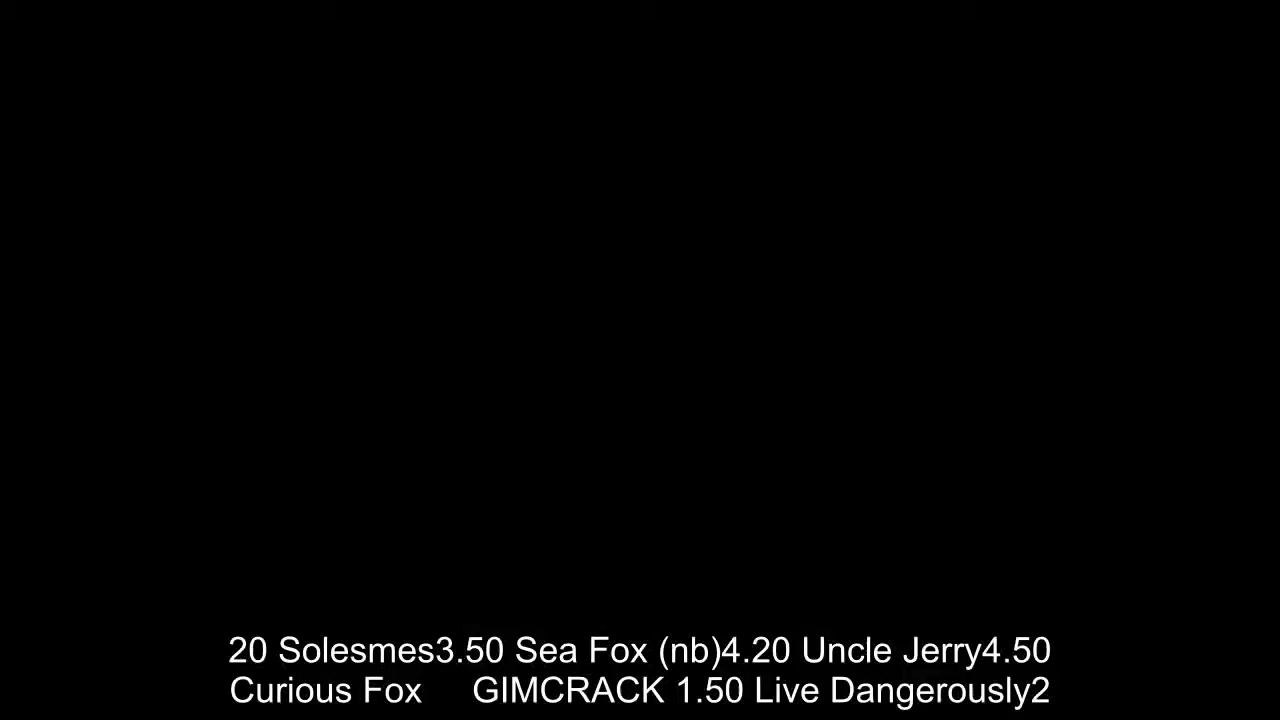 20 Solesmes3.50 Sea Fox (nb)4.20 Uncle Jerry4.50
Curious Fox     GIMCRACK 1.50 Live Dangerously2